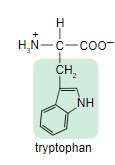 H
H₃N⁺—C—COO⁻
CH₂
NH
tryptophan